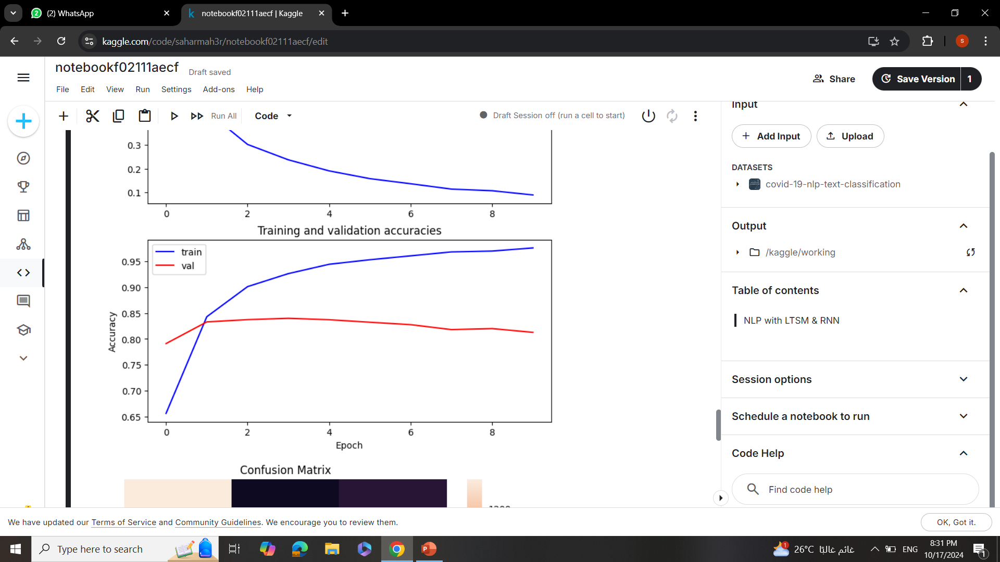 (2) WhatsApp
notebookf02111aecf | Kaggle
kaggle.com/code/saharmah3r/notebookf02111aecf/edit
S
notebookf02111aecf
Draft saved
File Edit View Run Settings Add-ons Help
Share
Save Version 1
Run All
Code
Draft Session off (run a cell to start)
0.3
0.2
0.1
0 2 4 6 8
Training and validation accuracies
train
val
0.95
0.90
0.85
0.80
0.75
0.70
0.65
Accuracy
0 2 4 6 8
Epoch
Confusion Matrix
Input
Add Input
Upload
DATASETS
covid-19-nlp-text-classification
Output
/kaggle/working
Table of contents
NLP with LTSM & RNN
Session options
Schedule a notebook to run
Code Help
Find code help
We have updated our Terms of Service and Community Guidelines. We encourage you to review them.
OK, Got it.
Type here to search
1
26°C غائم غالبًا
ENG
8:31 PM
10/17/2024
1